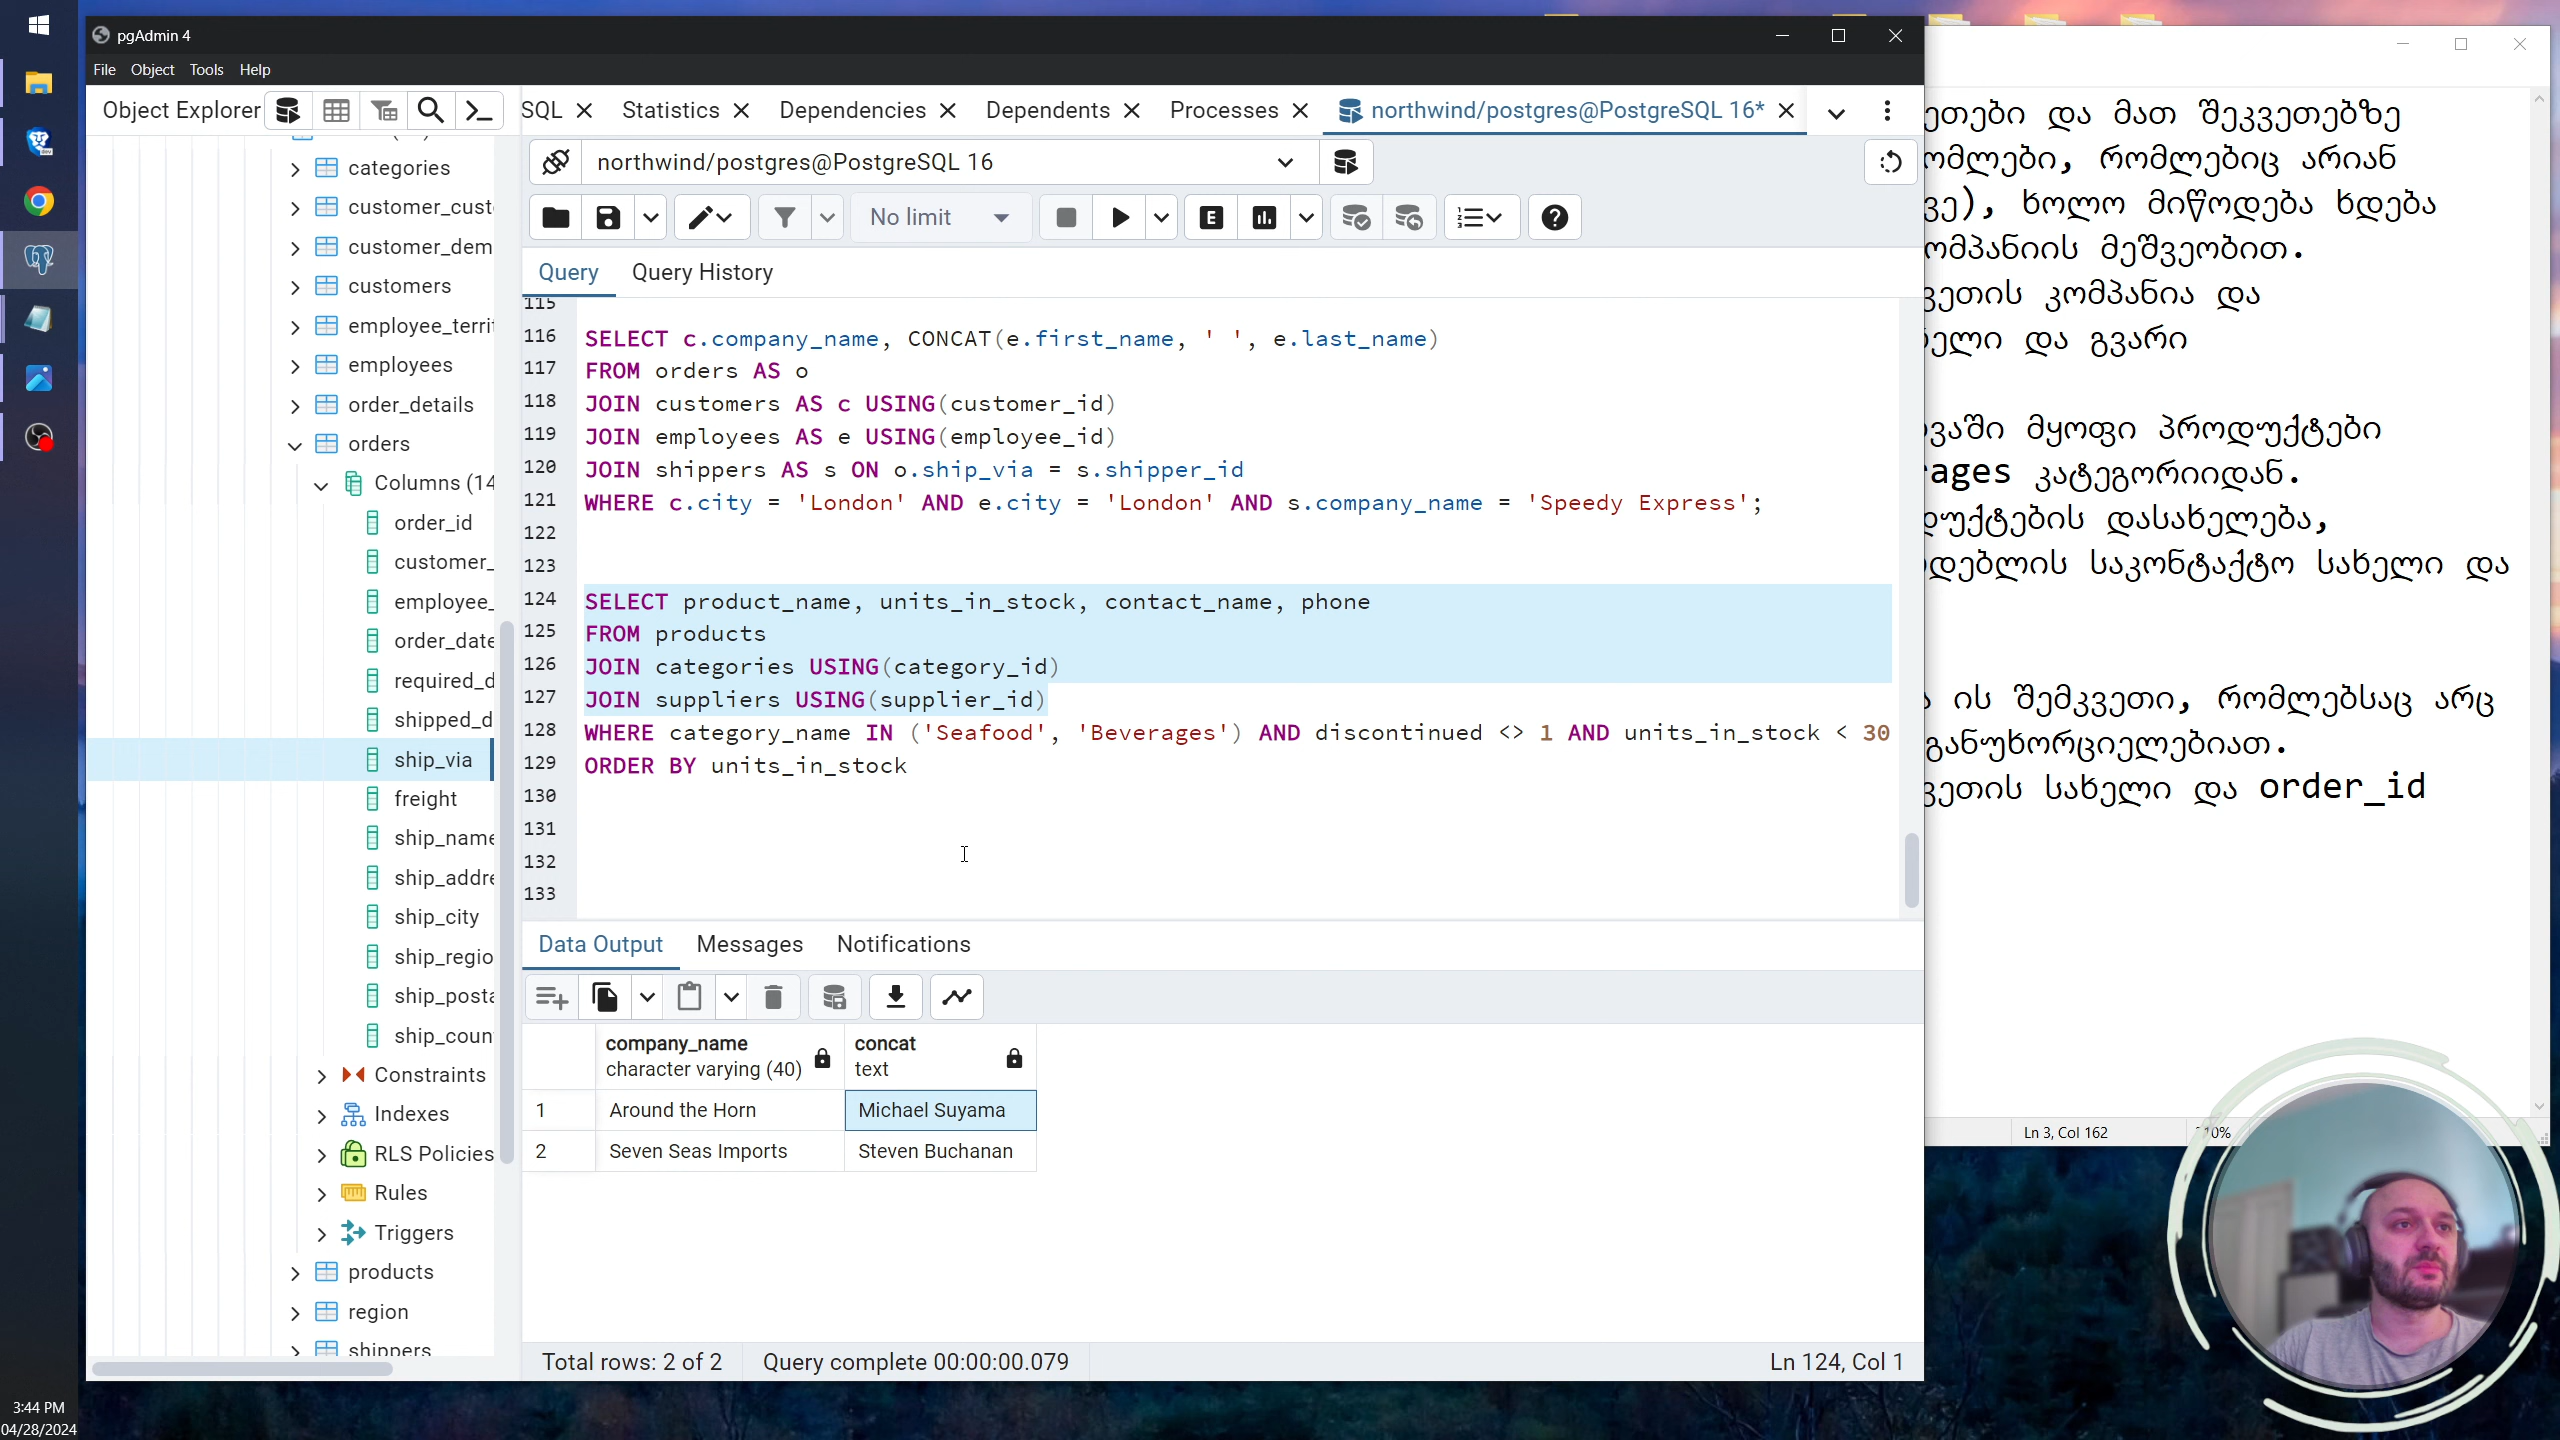 pgAdmin 4
File Object Tools Help
Object Explorer
SQL Statistics Dependencies Dependents Processes northwind/postgres@PostgreSQL 16*
northwind/postgres@PostgreSQL 16
No limit
Query Query History
categories
customer_cust
customer_dem
customers
employee_territ
employees
order_details
orders
Columns (14
order_id
customer_
employee_
order_date
required_d
shipped_d
ship_via
freight
ship_name
ship_addre
ship_city
ship_regio
ship_posta
ship_coun
Constraints
Indexes
RLS Policies
Rules
Triggers
products
region
shippers
115
116 SELECT c.company_name, CONCAT(e.first_name, ' ', e.last_name)
117 FROM orders AS o
118 JOIN customers AS c USING(customer_id)
119 JOIN employees AS e USING(employee_id)
120 JOIN shippers AS s ON o.ship_via = s.shipper_id
121 WHERE c.city = 'London' AND e.city = 'London' AND s.company_name = 'Speedy Express';
122
123
124 SELECT product_name, units_in_stock, contact_name, phone
125 FROM products
126 JOIN categories USING(category_id)
127 JOIN suppliers USING(supplier_id)
128 WHERE category_name IN ('Seafood', 'Beverages') AND discontinued <> 1 AND units_in_stock < 30
129 ORDER BY units_in_stock
130
131
132
133
Data Output Messages Notifications
company_name concat
character varying (40) text
1 Around the Horn Michael Suyama
2 Seven Seas Imports Steven Buchanan
Total rows: 2 of 2 Query complete 00:00:00.079 Ln 124, Col 1
ეთები და მათ შეკვეთებზე
ომლები, რომლებიც არიან
ვე), ხოლო მიწოდება ხდება
ომპანიის მეშვეობით.
ვეთის კომპანია და
ელი და გვარი
ვაში მყოფი პროდუქტები
ages კატეგორიიდან.
უქტების დასახელება,
დებლის საკონტაქტო სახელი და
ის შემკვეთი, რომლებსაც არც
განუხორციელებიათ.
ვეთის სახელი და order_id
Ln 3, Col 162
3:44 PM
04/28/2024